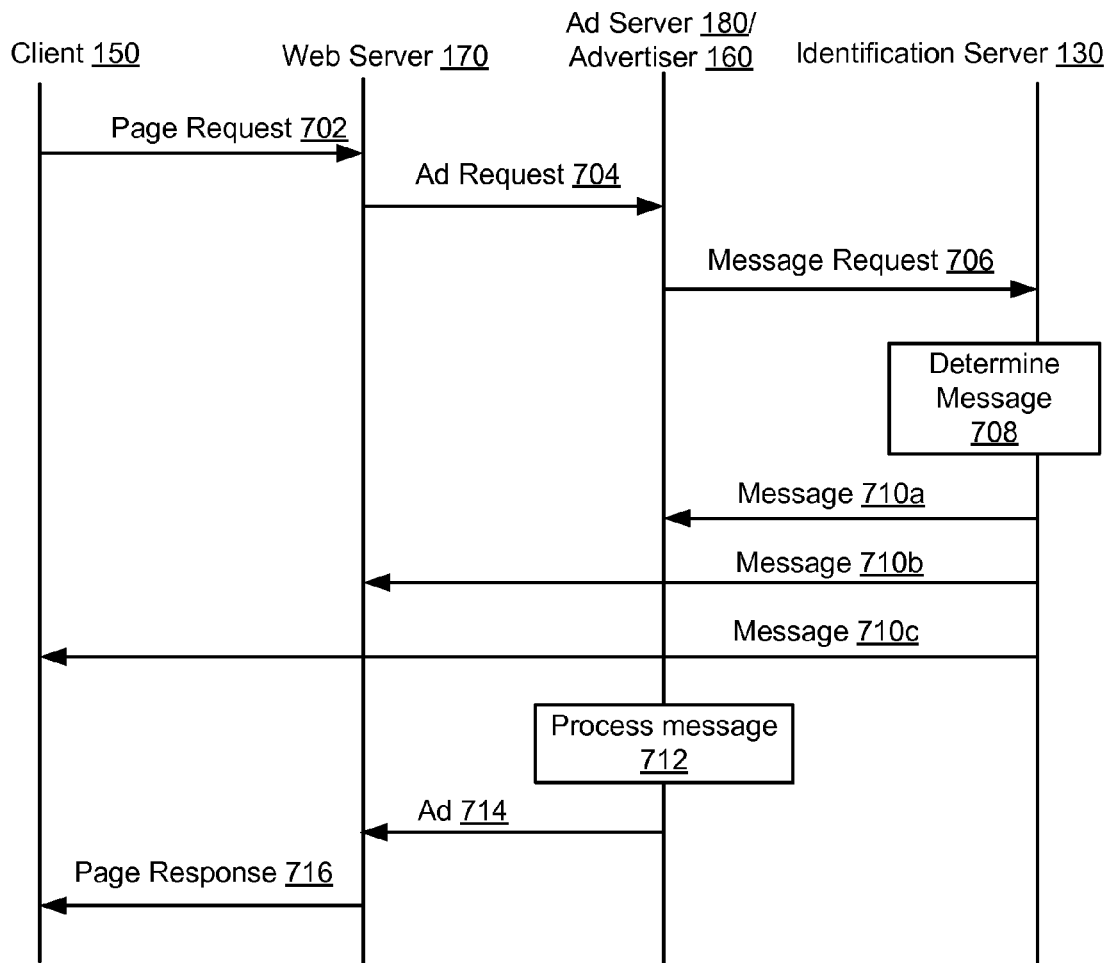 Client 150
Web Server 170
Ad Server 180/
Advertiser 160
Identification Server 130
Page Request 702
Ad Request 704
Message Request 706
Determine
Message
708
Message 710a
Message 710b
Message 710c
Process message
712
Ad 714
Page Response 716